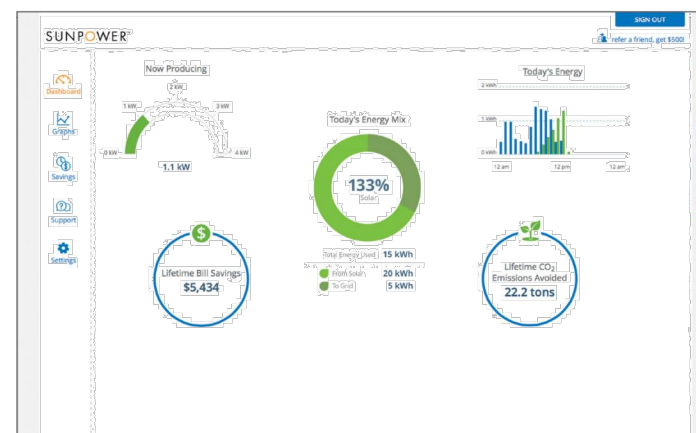 SIGN OUT
SUNPOWER
refer a friend, get $500!
Dashboard
Graphs
Savings
Support
Settings
Now Producing
0 kW
1 kW
2 kW
3 kW
4 kW
1.1 kW
Today's Energy Mix
133%
Solar
Total Energy Used 15 kWh
From Solar 20 kWh
To Grid 5 kWh
Today's Energy
2 kWh
1 kWh
0 kWh
12 am 12 pm 12 am
$
Lifetime Bill Savings
$5,434
Lifetime CO2
Emissions Avoided
22.2 tons